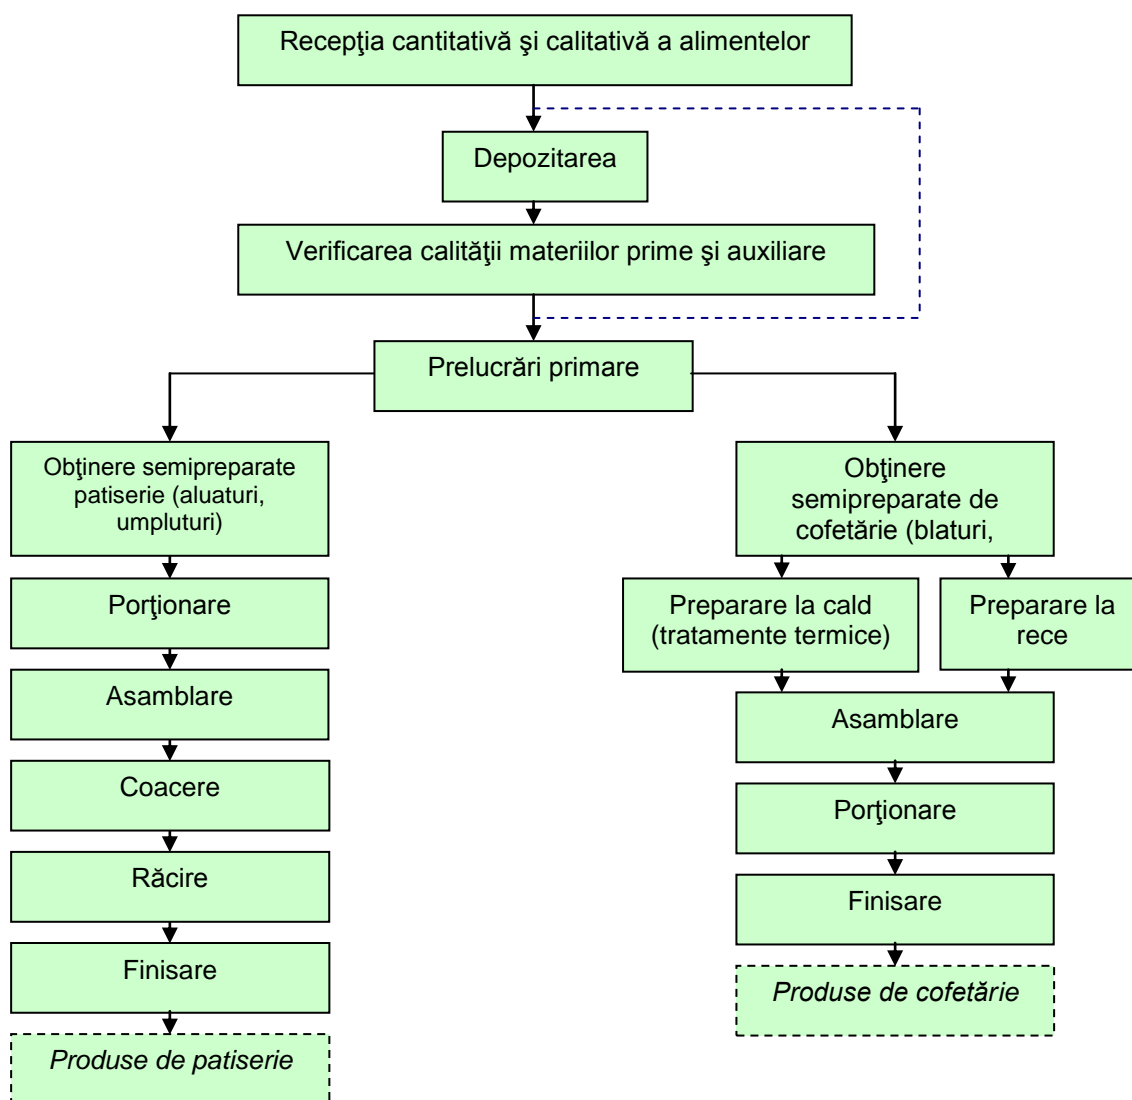 Recepţia cantitativă şi calitativă a alimentelor
Depozitarea
Verificarea calităţii materiilor prime şi auxiliare
Prelucrări primare
Obţinere semipreparate
patiserie (aluaturi,
umpluturi)
Porţionare
Asamblare
Coacere
Răcire
Finisare
Produse de patiserie
Obţinere
semipreparate de
cofetărie (blaturi,
Preparare la cald
(tratamente termice)
Preparare la
rece
Asamblare
Porţionare
Finisare
Produse de cofetărie